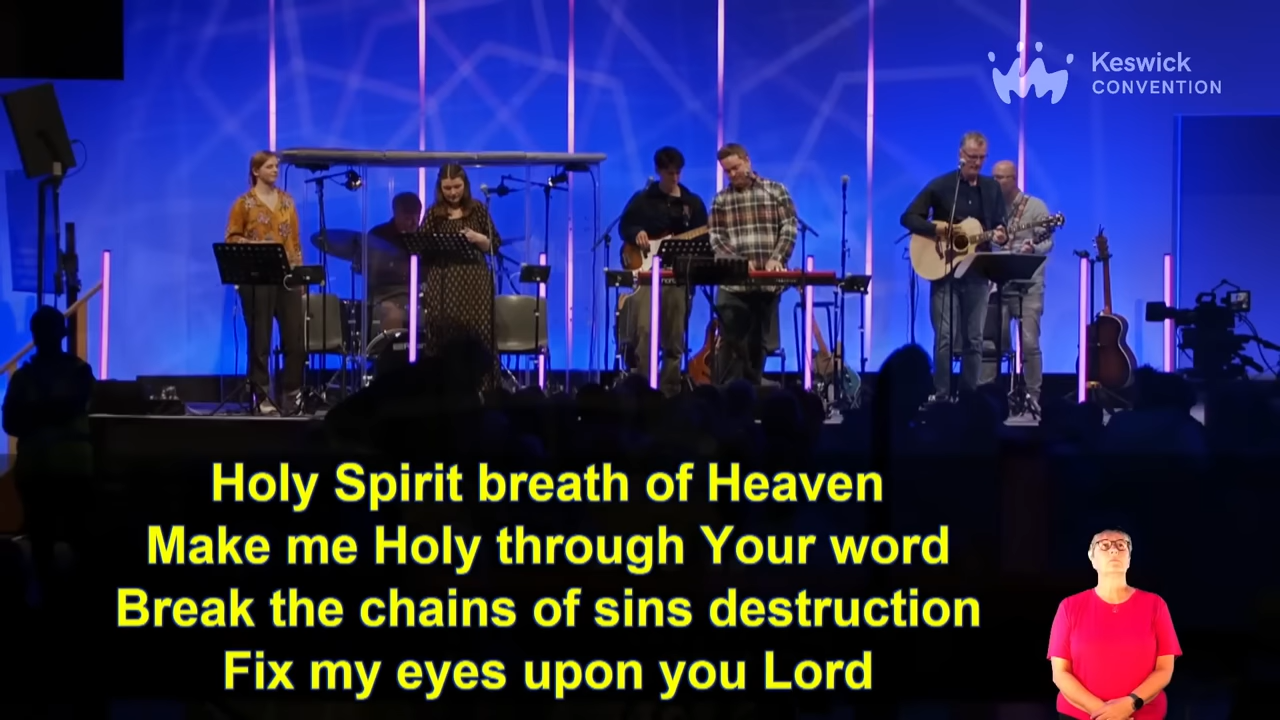 Keswick
CONVENTION
Holy Spirit breath of Heaven
Make me Holy through Your word
Break the chains of sins destruction
Fix my eyes upon you Lord